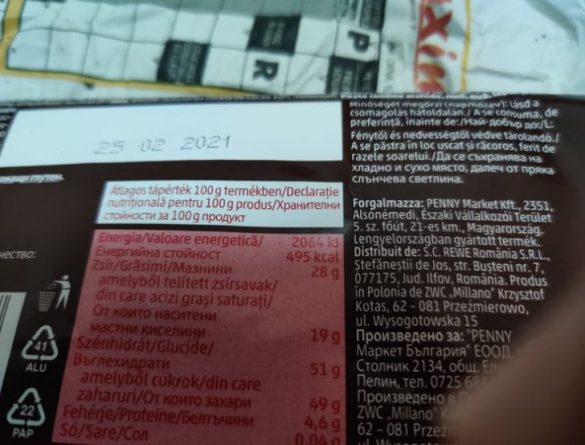 P
R
25 02 2021
Átlagos tápérték 100 g termékben/Declarație
nutrițională pentru 100 g produs/Хранителни
стойности за 100 g продукт
Energia/Valoare energetică/ 2064 kJ
Енергийна стойност 495 kcal
Zsír/Grăsimi/Мазнини 28 g
amelyből telített zsírsavak/
din care acizi grași saturați/
От които наситени
мастни киселини 19 g
Szénhidrát/Glucide/
Въглехидрати 51 g
amelyből cukrok/din care
zaharuri/От които захари 49 g
Fehérje/Proteine/Белтъчини 4,6 g
Só/Sare/Сол
41
ALU
22
PAP
Minőségét megőrzi (nap/hó/év): lásd a
csomagolás hátoldalán./ A se consuma, de
preferință, înainte de:/Най-добър до:/L:
Fénytől és nedvességtől védve tárolandó./
A se păstra în loc uscat și răcoros, ferit de
razele soarelui./Да се съхранява на
хладно и сухо място, далеч от пряка
слънчева светлина.
Forgalmazza: PENNY Market Kft., 2351,
Alsónémedi, Északi Vállalkozói Terület
5. sz. főút, 21-es km., Magyarország.
Lengyelországban gyártott termék.
Distribuit de: S.C. REWE România S.R.L.,
Ștefăneștii de Jos, str. Bușteni nr. 7,
077175, Jud. Ilfov, România. Produs
în Polonia de ZWC „Millano" Krzysztof
Kotas, 62 - 081 Przeźmierowo,
ul. Wysogotowska 15
Произведено за: "PENNY
Маркет България" ЕООД,
Столник 2134, общ.
Пелин, тел. 0725
Произведено в
ZWC „Millano"
62 - 081 Prz
ul. Wysogoto